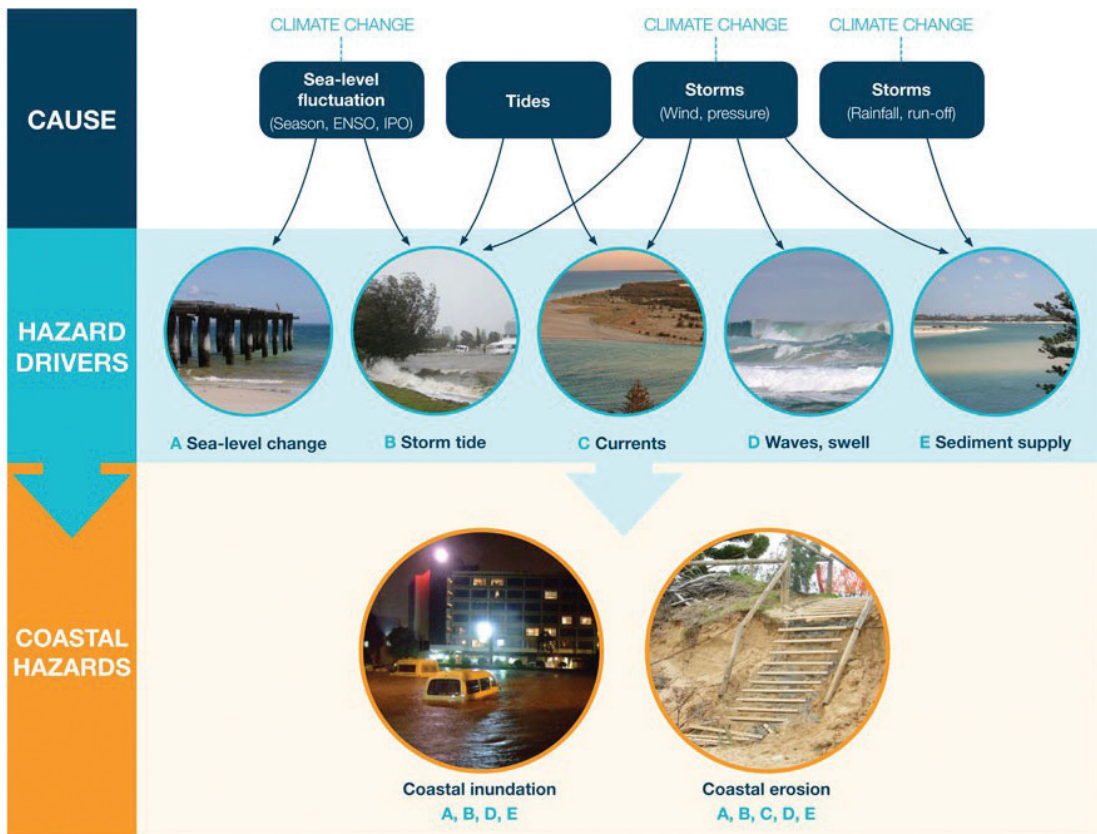 CLIMATE CHANGE
CLIMATE CHANGE
CLIMATE CHANGE
CAUSE
Sea-level
fluctuation
(Season, ENSO, IPO)
Tides
Storms
(Wind, pressure)
Storms
(Rainfall, run-off)
HAZARD
DRIVERS
A Sea-level change
B Storm tide
C Currents
D Waves, swell
E Sediment supply
COASTAL
HAZARDS
Coastal inundation
A, B, D, E
Coastal erosion
A, B, C, D, E